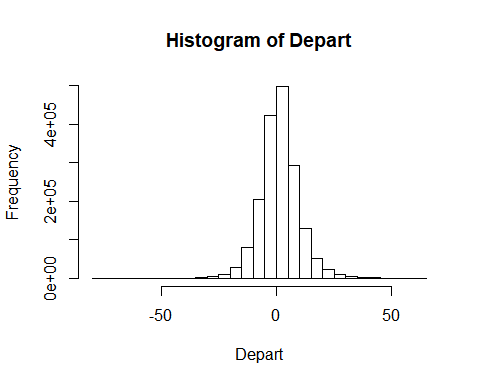 Histogram of Depart
Frequency
4e+05
2e+05
0e+00
-50 0 50
Depart